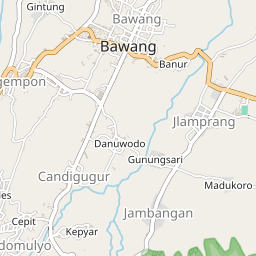 Gintung
Bawang
Bawang
Banur
gempon
Jlamprang
Danuwodo
Gunungsari
Candigugur
Madukoro
Jambangan
Cepit
Kepyar
domulyo